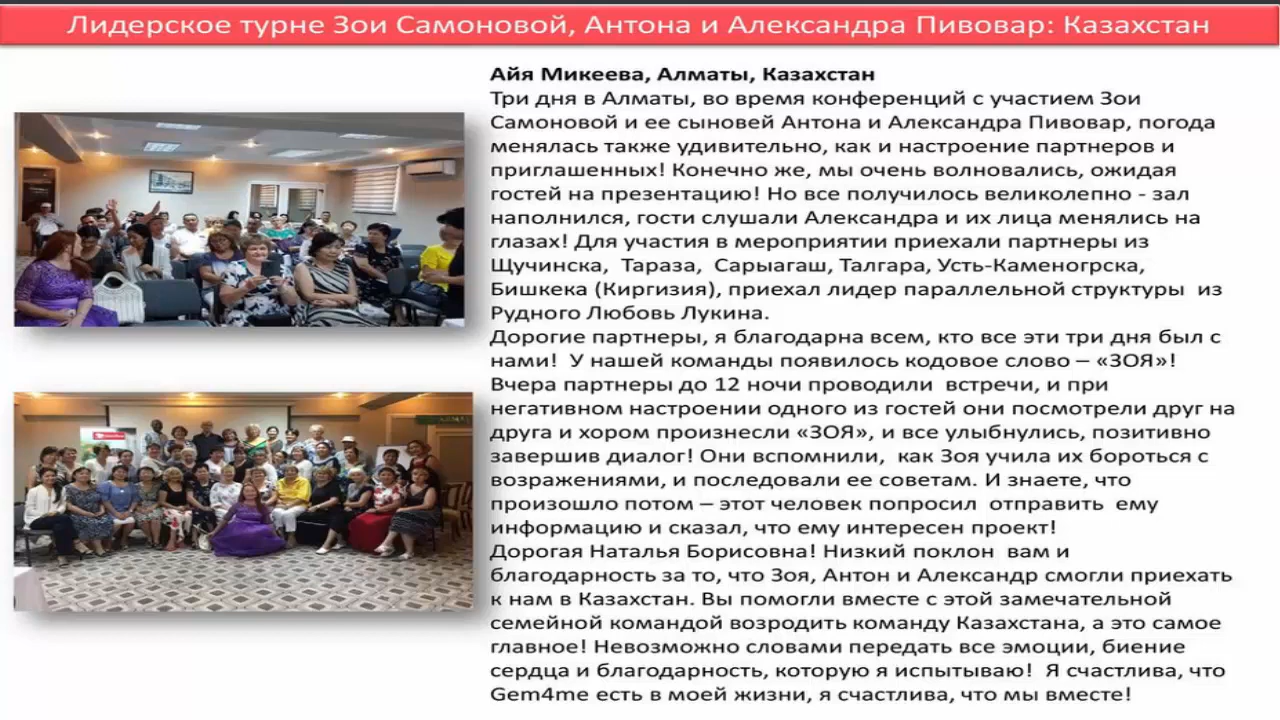 Лидерское турне Зои Самоновой, Антона и Александра Пивовар: Казахстан
Айя Микеева, Алматы, Казахстан
Три дня в Алматы, во время конференций с участием Зои
Самоновой и ее сыновей Антона и Александра Пивовар, погода
менялась также удивительно, как и настроение партнеров и
приглашенных! Конечно же, мы очень волновались, ожидая
гостей на презентацию! Но все получилось великолепно - зал
наполнился, гости слушали Александра и их лица менялись на
глазах! Для участия в мероприятии приехали партнеры из
Щучинска,  Тараза,  Сарыагаш, Талгара, Усть-Каменогрска,
Бишкека (Киргизия), приехал лидер параллельной структуры  из
Рудного Любовь Лукина.
Дорогие партнеры, я благодарна всем, кто все эти три дня был с
нами!  У нашей команды появилось кодовое слово – «ЗОЯ»!
Вчера партнеры до 12 ночи проводили  встречи, и при
негативном настроении одного из гостей они посмотрели друг на
друга и хором произнесли «ЗОЯ», и все улыбнулись, позитивно
завершив диалог! Они вспомнили,  как Зоя учила их бороться с
возражениями, и последовали ее советам. И знаете, что
произошло потом – этот человек попросил  отправить  ему
информацию и сказал, что ему интересен проект!
Дорогая Наталья Борисовна! Низкий поклон  вам и
благодарность за то, что Зоя, Антон и Александр смогли приехать
к нам в Казахстан. Вы помогли вместе с этой замечательной
семейной командой возродить команду Казахстана, а это самое
главное! Невозможно словами передать все эмоции, биение
сердца и благодарность, которую я испытываю!  Я счастлива, что
Gem4me есть в моей жизни, я счастлива, что мы вместе!